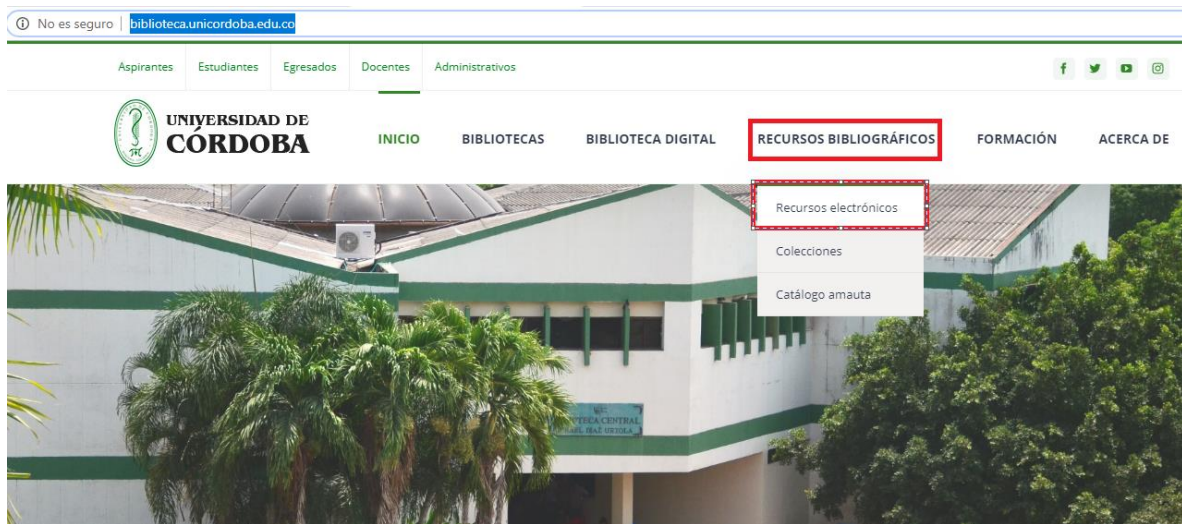 No es seguro | biblioteca.unicordoba.edu.co
Aspirantes Estudiantes Egresados Docentes Administrativos
UNIVERSIDAD DE
CÓRDOBA
INICIO BIBLIOTECAS BIBLIOTECA DIGITAL RECURSOS BIBLIOGRÁFICOS FORMACIÓN ACERCA DE
Recursos electrónicos
Colecciones
Catálogo amauta
CENTRAL